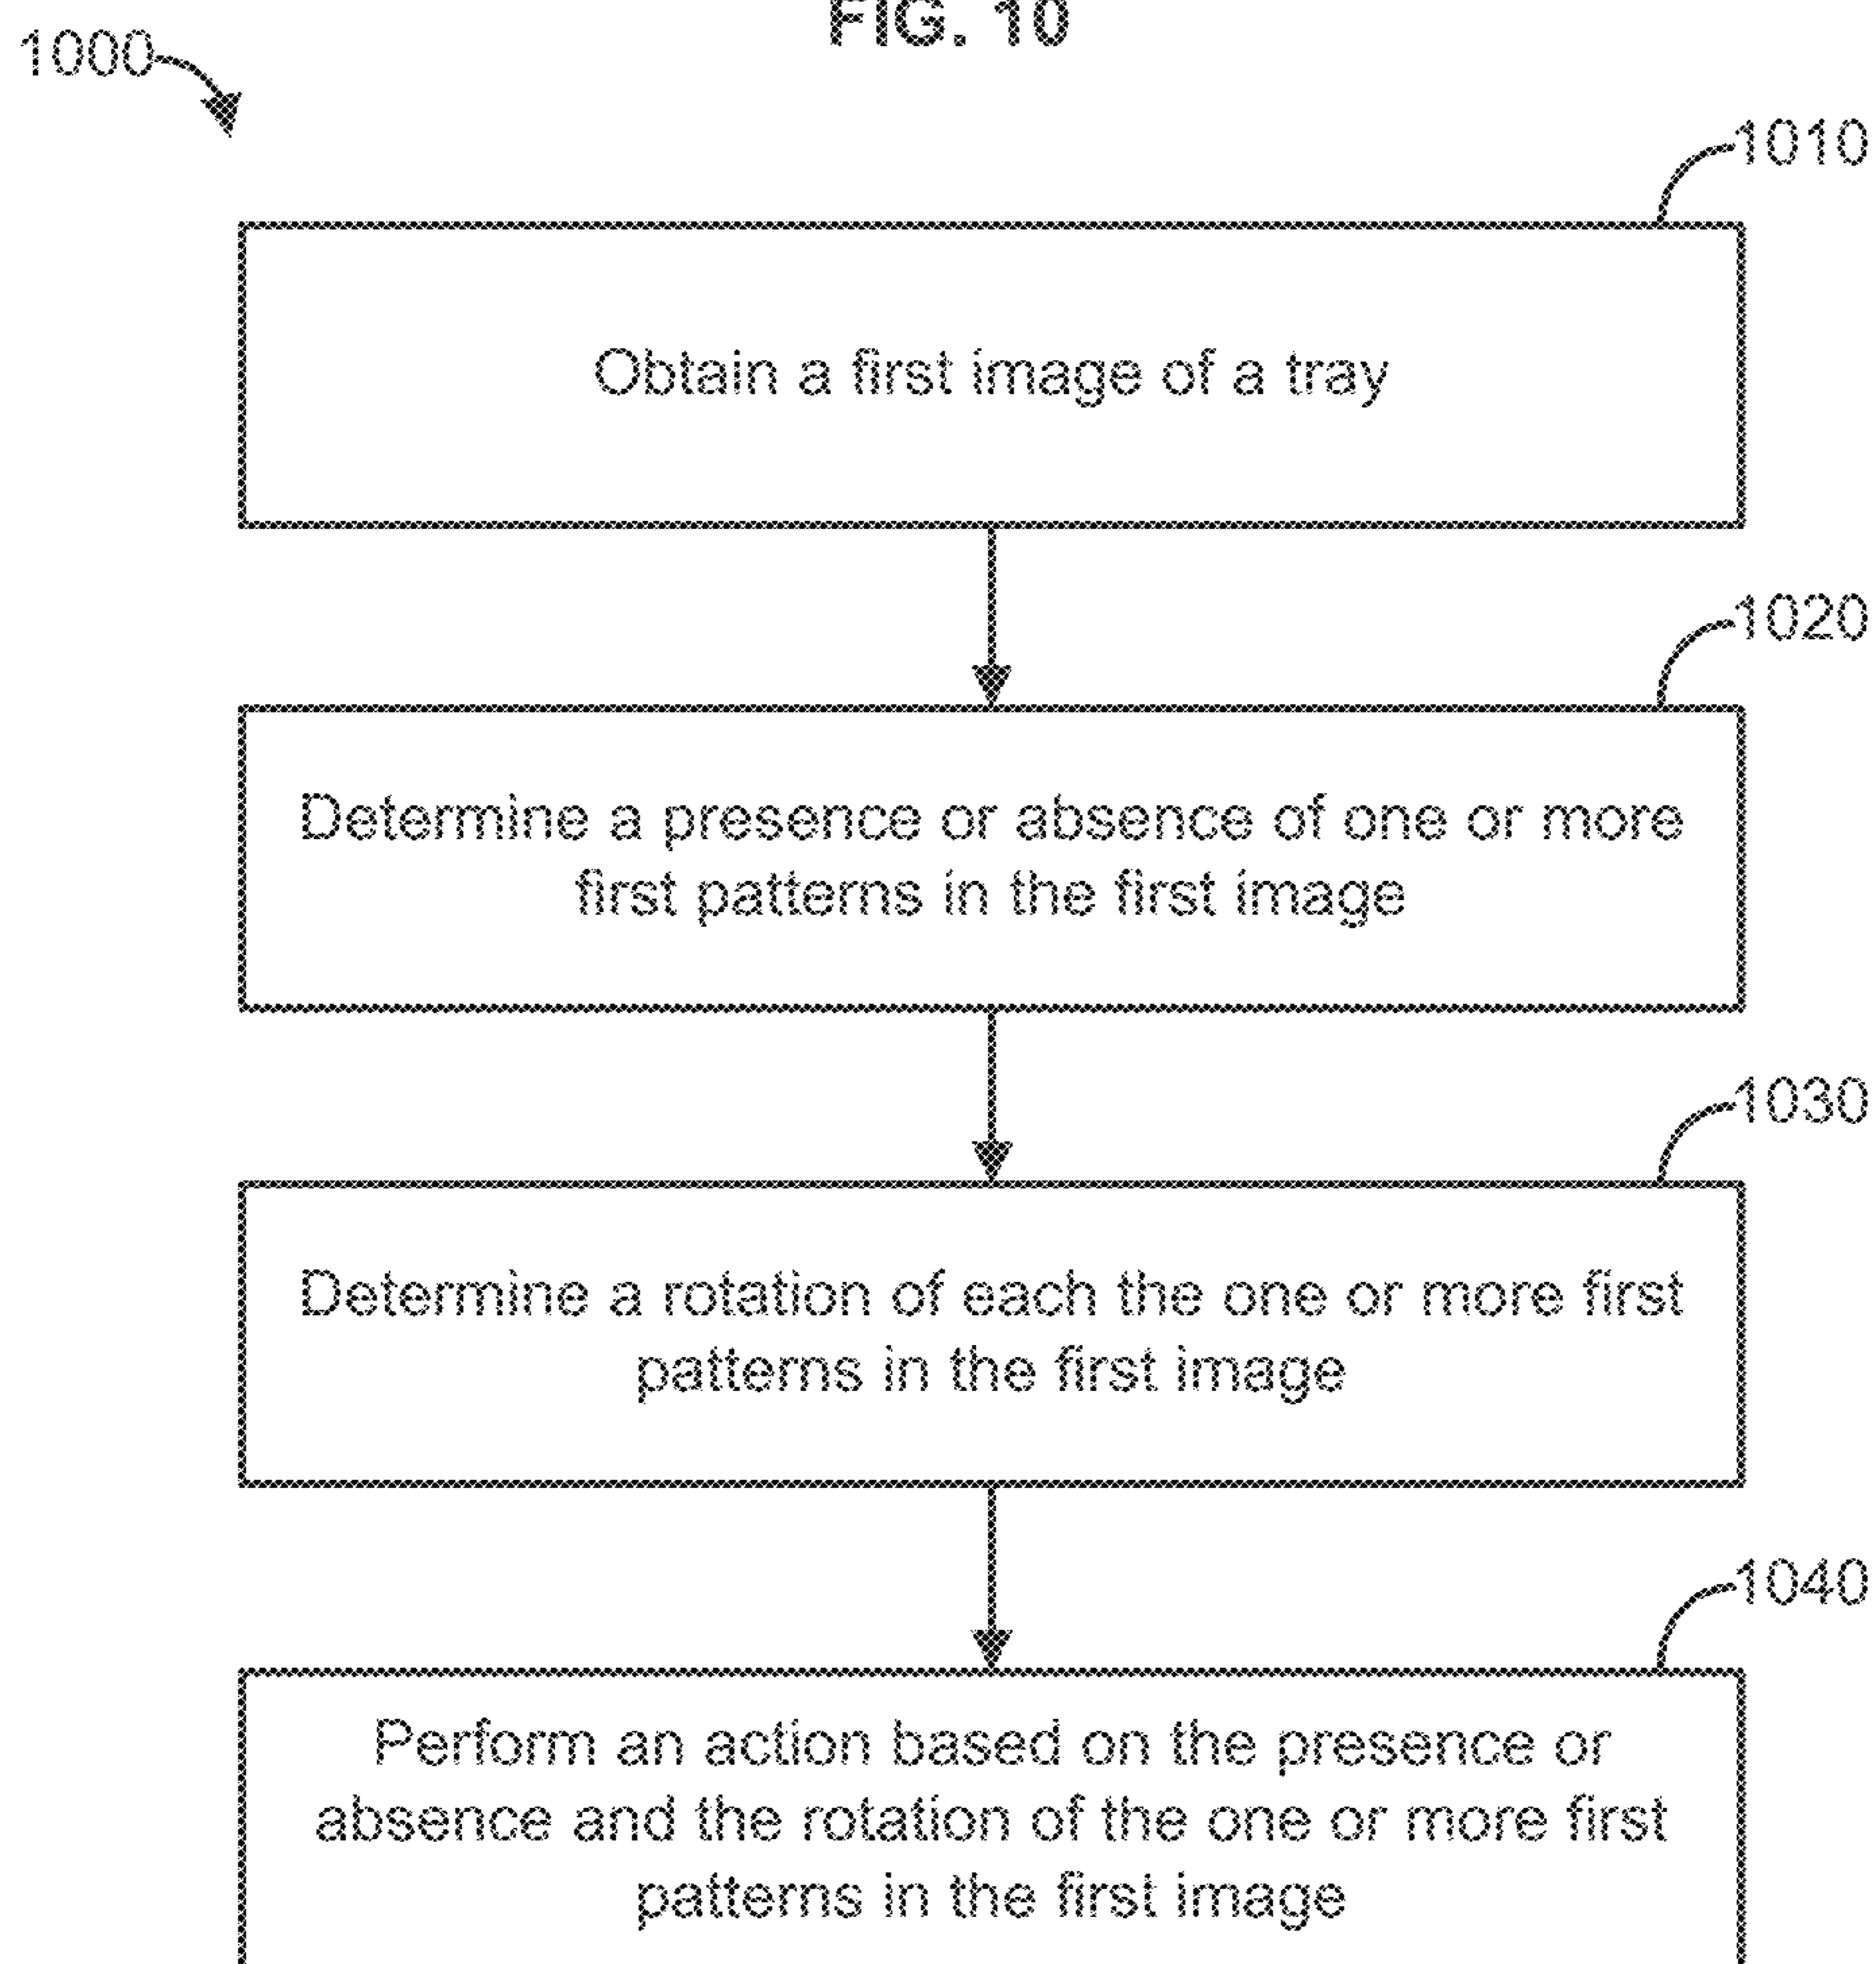 FIG. 10
1000
1010
Obtain a first image of a tray
1020
Determine a presence or absence of one or more
first patterns in the first image
1030
Determine a rotation of each the one or more first
patterns in the first image
1040
Perform an action based on the presence or
absence and the rotation of the one or more first
patterns in the first image